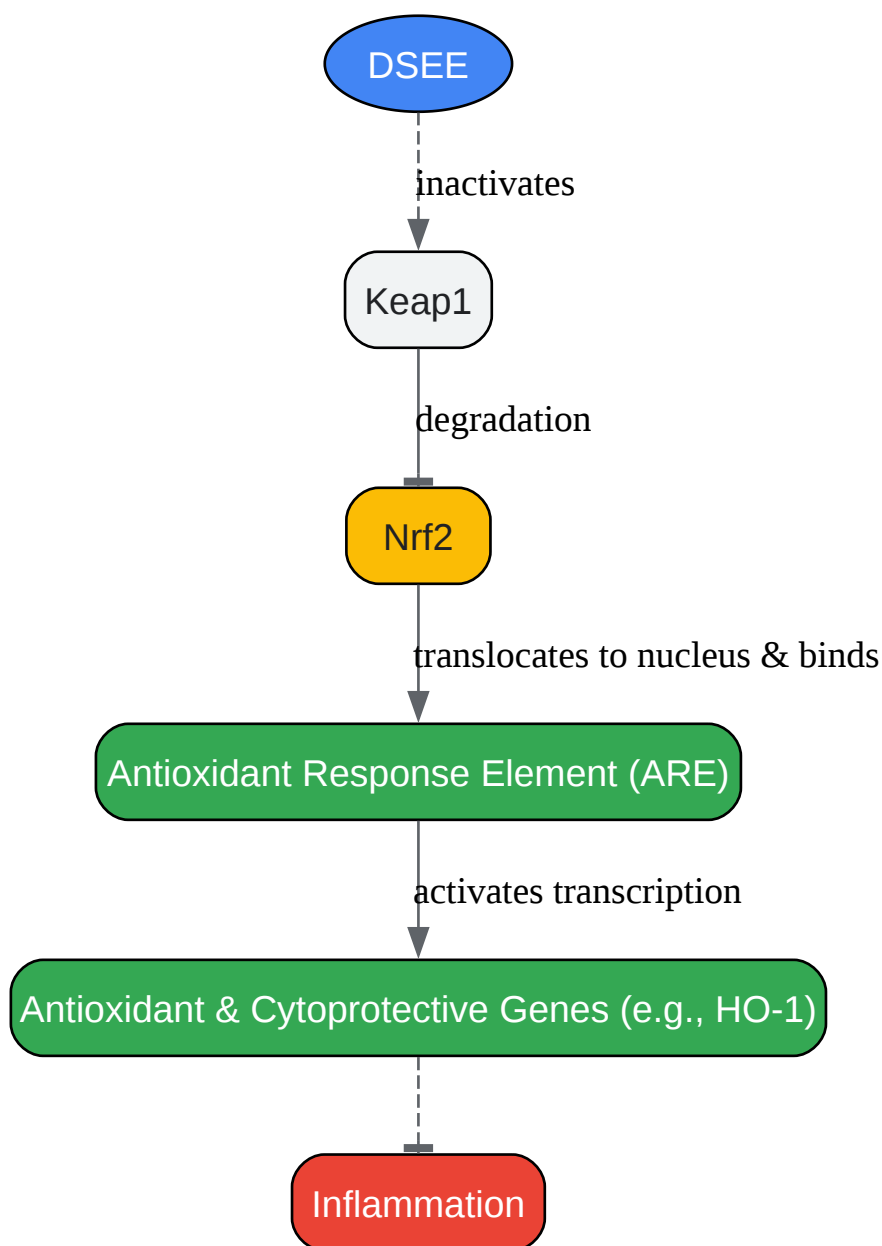 DSEE
inactivates
Keap1
degradation
Nrf2
translocates to nucleus & binds
Antioxidant Response Element (ARE)
activates transcription
Antioxidant & Cytoprotective Genes (e.g., HO-1)
Inflammation